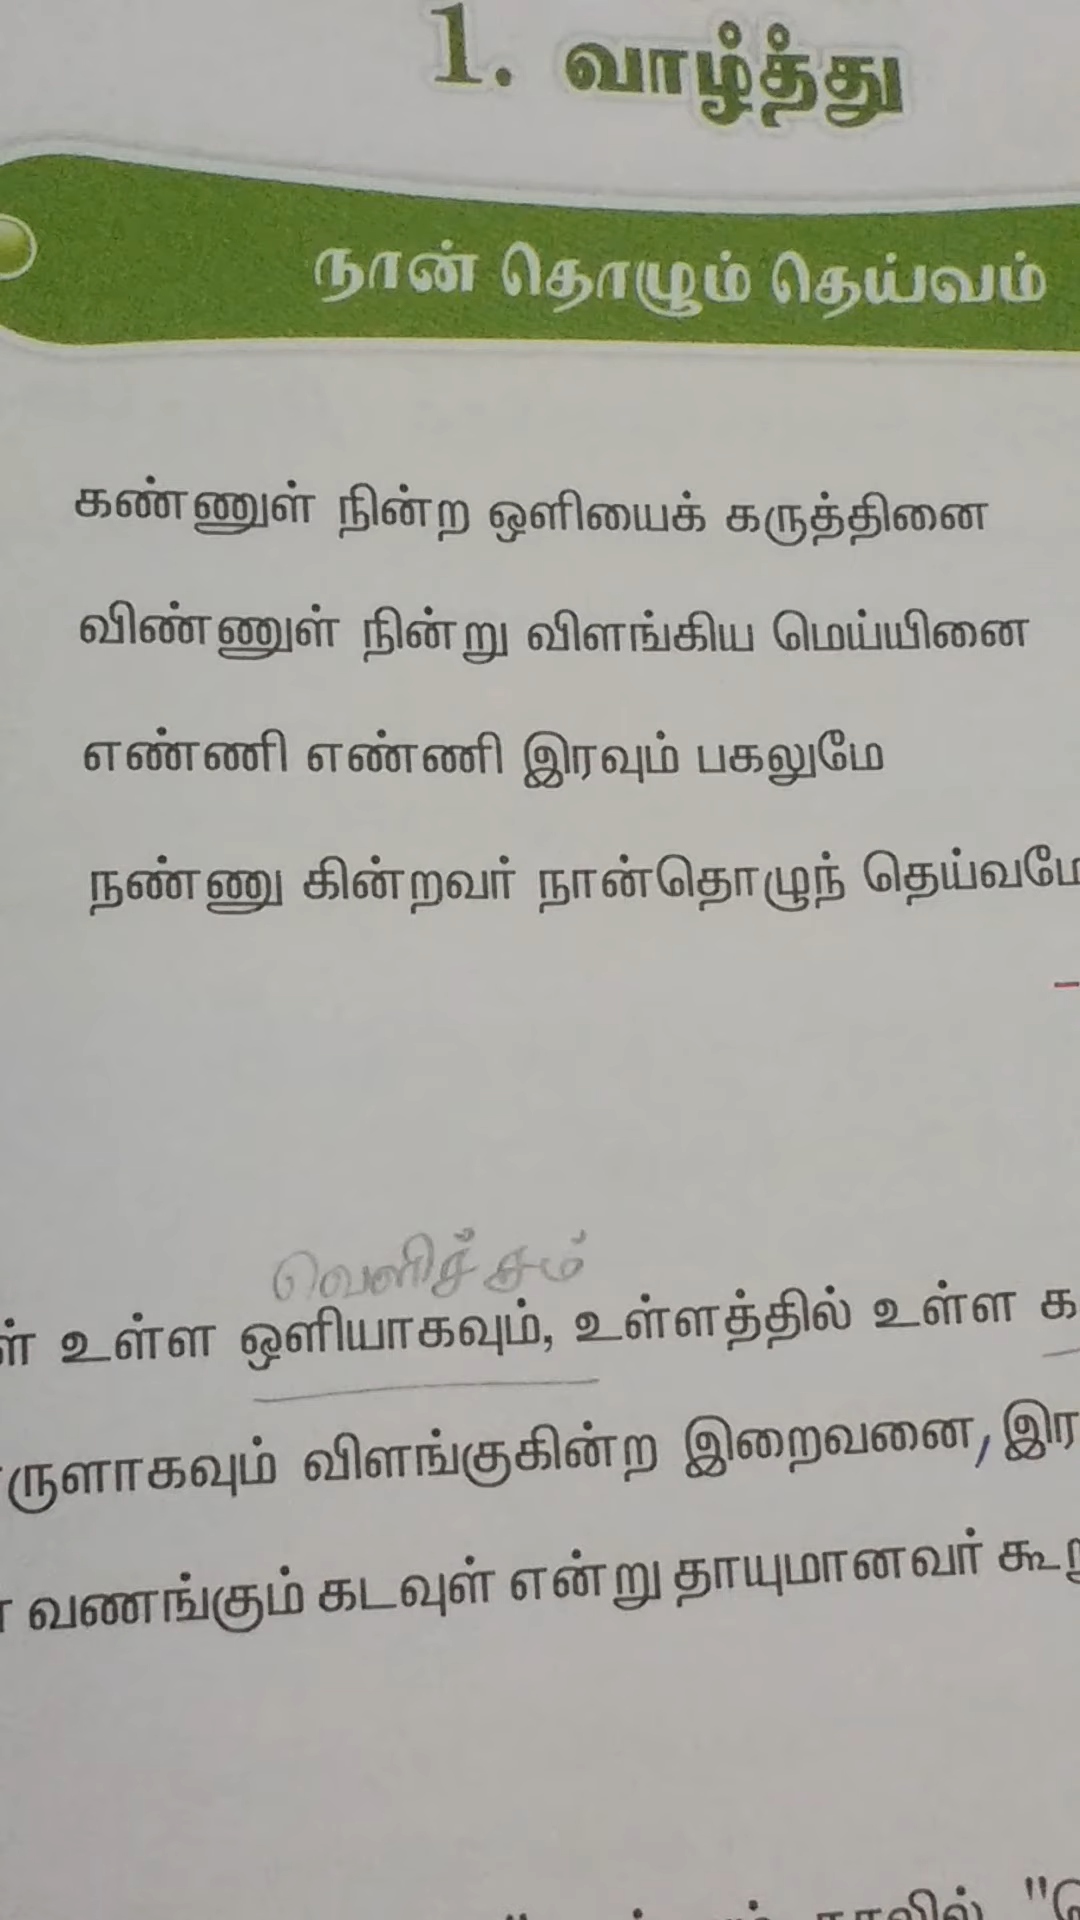 1. வாழ்த்து
நான் தொழும் தெய்வம்
கண்ணுள் நின்ற ஒளியைக் கருத்தினை
விண்ணுள் நின்று விளங்கிய மெய்யினை
எண்ணி எண்ணி இரவும் பகலுமே
நண்ணு கின்றவர் நான்தொழுந் தெய்வமே
வெளிச்சம்
உள்ள ஒளியாகவும், உள்ளத்தில் உள்ள
விளங்குகின்ற இறைவனை,
வணங்கும் கடவுள் என்று தாயுமானவர்